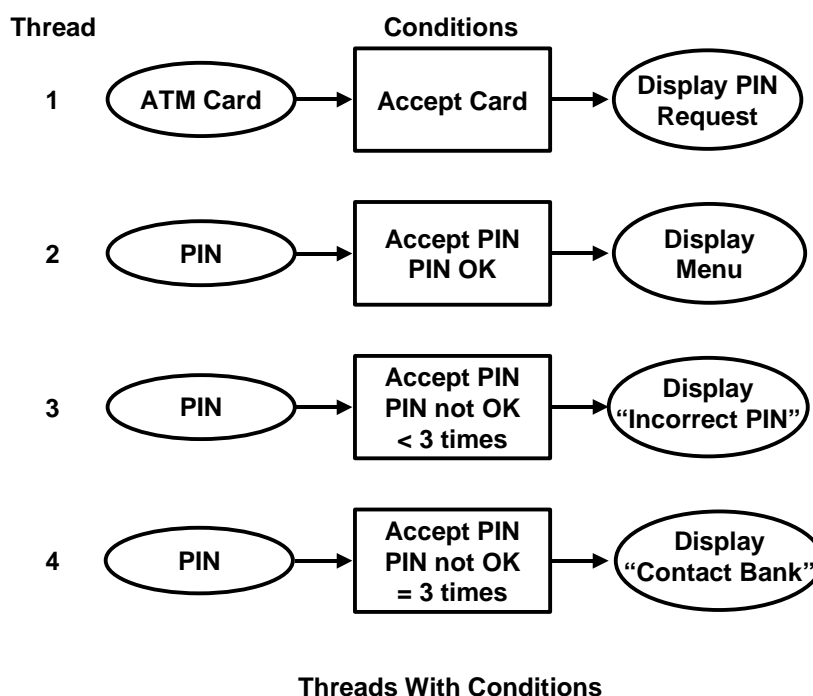 Thread
Conditions
1
ATM Card
Accept Card
Display PIN
Request
2
PIN
Accept PIN
PIN OK
Display
Menu
3
PIN
Accept PIN
PIN not OK
< 3 times
Display
“Incorrect PIN”
4
PIN
Accept PIN
PIN not OK
= 3 times
Display
“Contact Bank”
Threads With Conditions